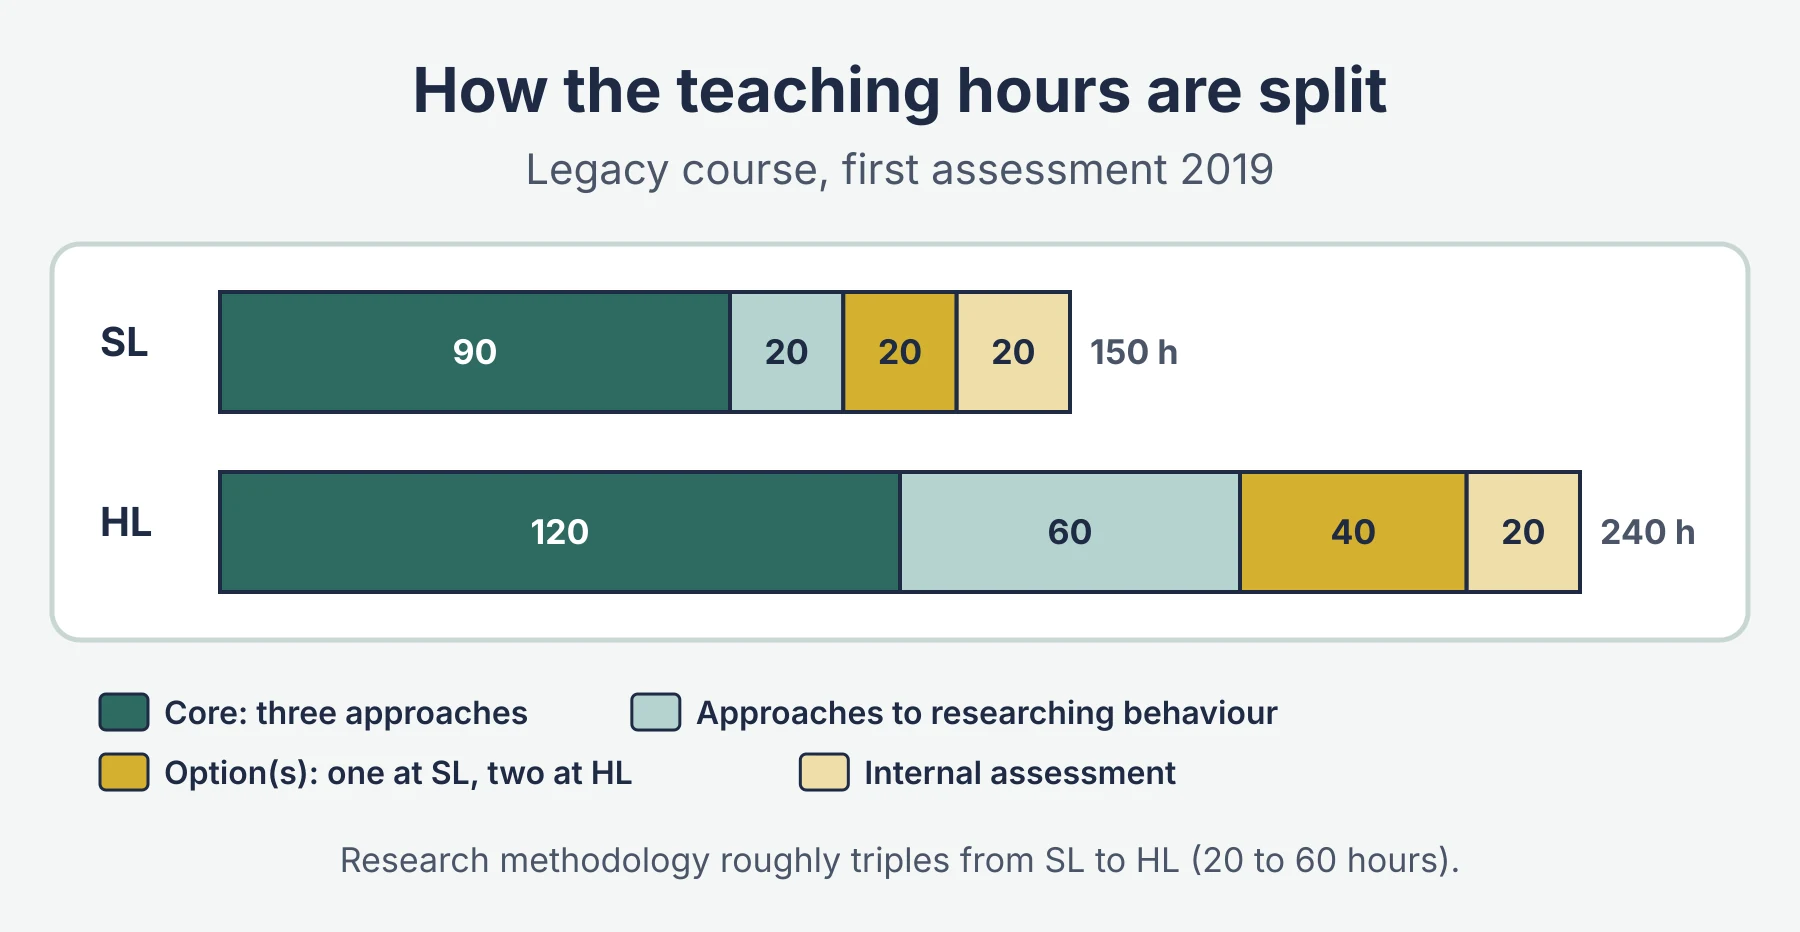 How the teaching hours are split
Legacy course, first assessment 2019
SL
90
20
20
20
150 h
HL
120
60
40
20
240 h
Core: three approaches
Approaches to researching behaviour
Option(s): one at SL, two at HL
Internal assessment
Research methodology roughly triples from SL to HL (20 to 60 hours).